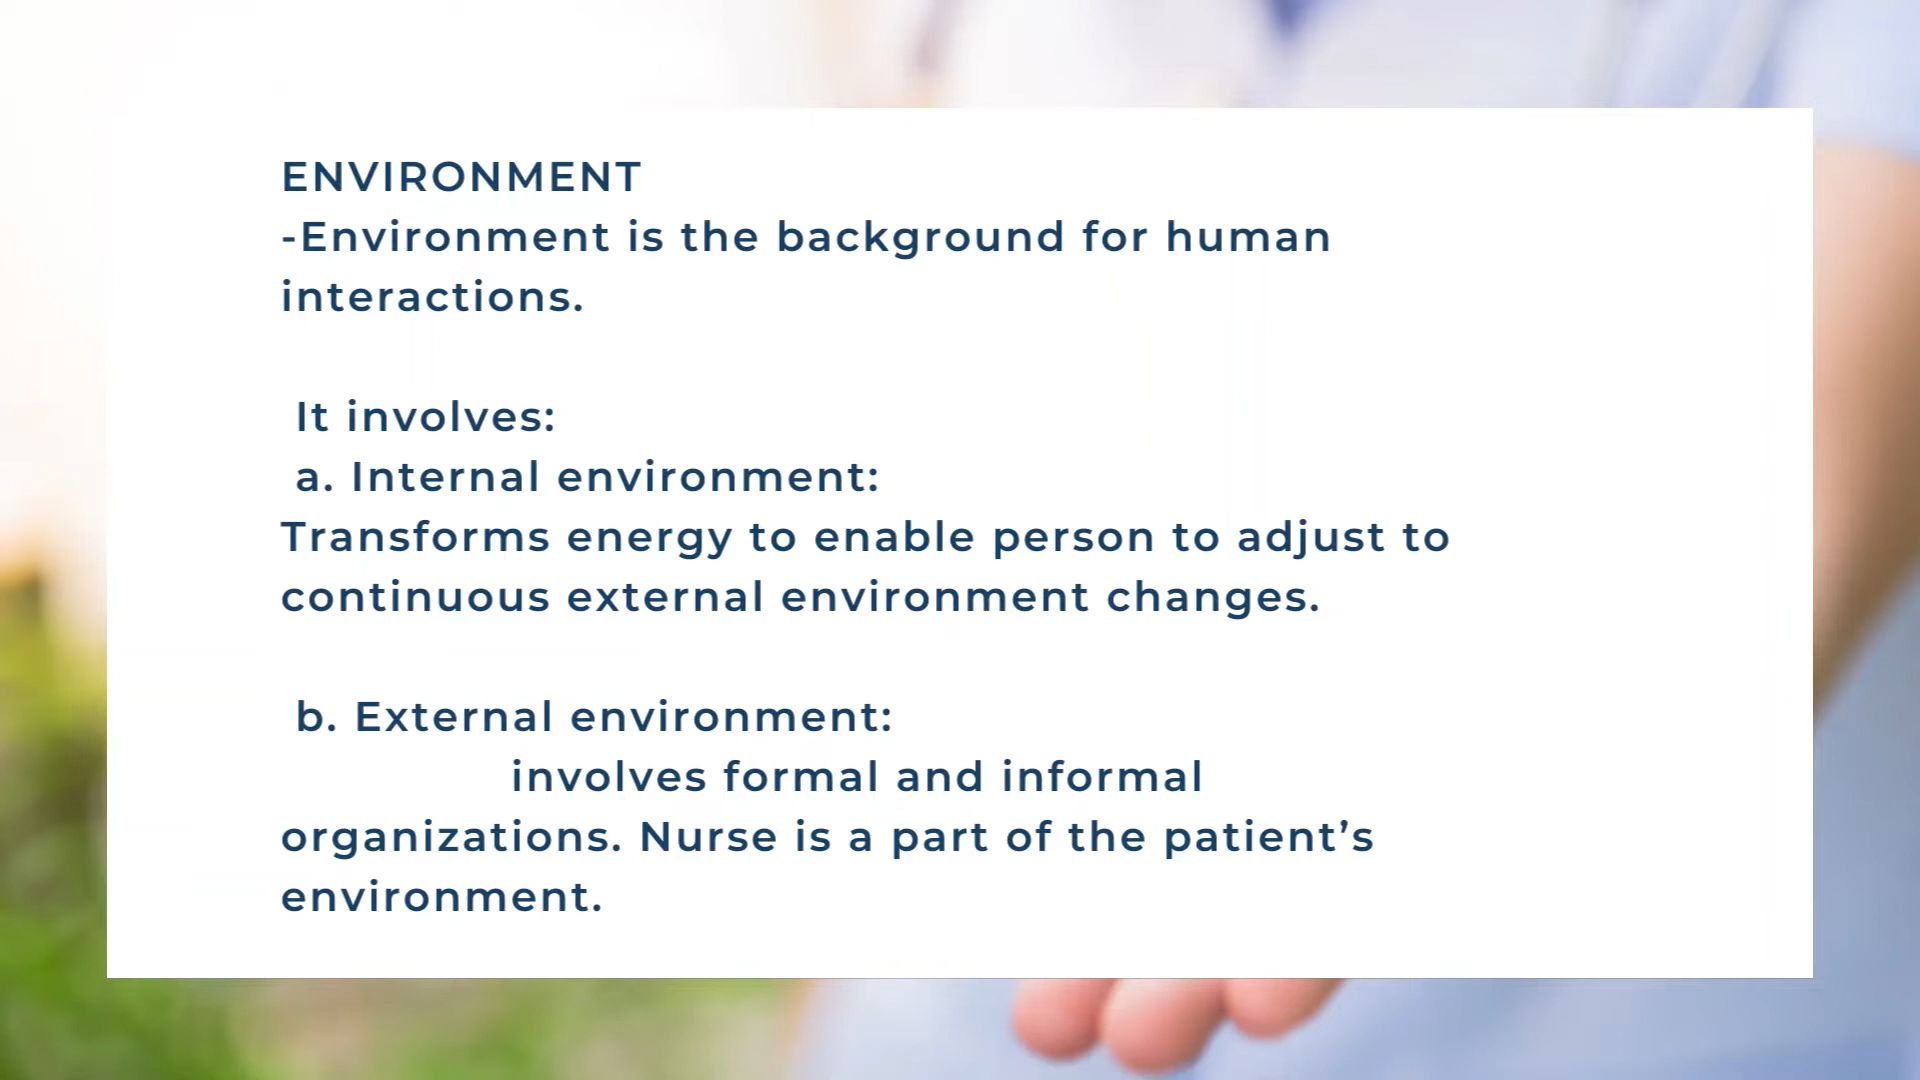 ENVIRONMENT
-Environment is the background for human
interactions.
It involves:
a. Internal environment:
Transforms energy to enable person to adjust to
continuous external environment changes.
b. External environment:
involves formal and informal
organizations. Nurse is a part of the patient’s
environment.